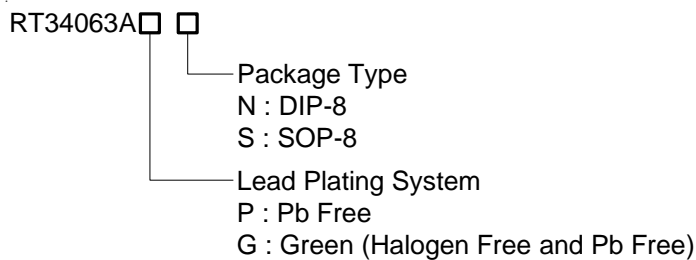 RT34063A□ □
Package Type
N : DIP-8
S : SOP-8
Lead Plating System
P : Pb Free
G : Green (Halogen Free and Pb Free)